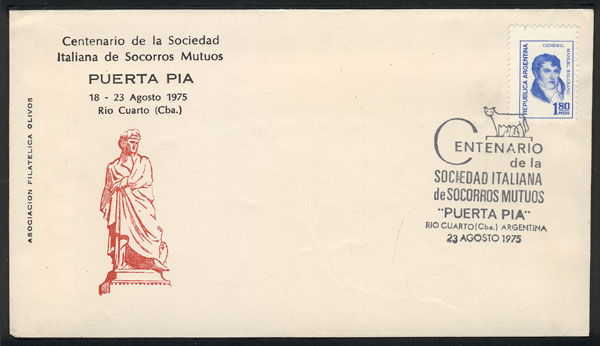 Centenario de la Sociedad
Italiana de Socorros Mutuos
PUERTA PIA
18 - 23 Agosto 1975
Rio Cuarto (Cba.)
ASOCIACION FILATELICA OLIVOS
GENERAL
MANUEL BELGRANO
REPUBLICA ARGENTINA
1,80
PESOS
CENTENARIO
de la
SOCIEDAD ITALIANA
de SOCORROS MUTUOS
"PUERTA PIA"
RIO CUARTO (Cba.) ARGENTINA
23 AGOSTO 1975